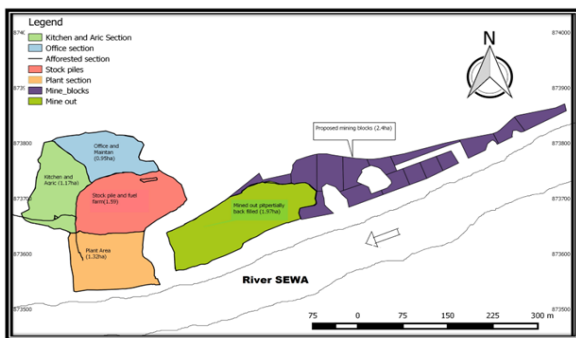 Legend
Kitchen and Aric Section
Office section
Afforested section
Stock piles
Plant section
Mine_blocks
Mine out
N
873900
873800
873700
873600
873500
873800
873700
873600
873500
Office and
(0.95ha)
Kitchen and
Agric (1.17ha)
Stock pile and fuel
farm(1.55)
Plant Area
(1.32ha)
Proposed mining blocks (2.4ha)
Mined out pit(pertially
back filled (1.57ha)
River SEWA
75 0 75 150 225 300 m